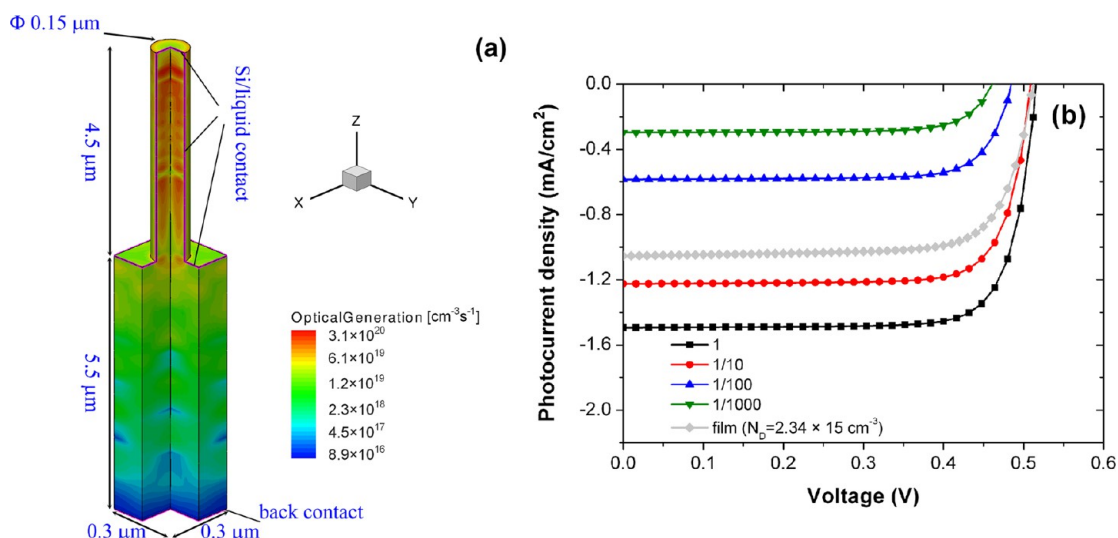 Φ 0.15 μm
4.5 μm
5.5 μm
Si/liquid contact
Z
X
Y
OpticalGeneration [cm⁻³s⁻¹]
3.1×10²⁰
6.1×10¹⁹
1.2×10¹⁹
2.3×10¹⁸
4.5×10¹⁷
8.9×10¹⁶
back contact
0.3 μm
0.3 μm
(a)
(b)
Photocurrent density (mA/cm²)
0.0
-0.4
-0.8
-1.2
-1.6
-2.0
1
1/10
1/100
1/1000
film (N_D=2.34 × 15 cm⁻³)
0.0 0.1 0.2 0.3 0.4 0.5 0.6
Voltage (V)